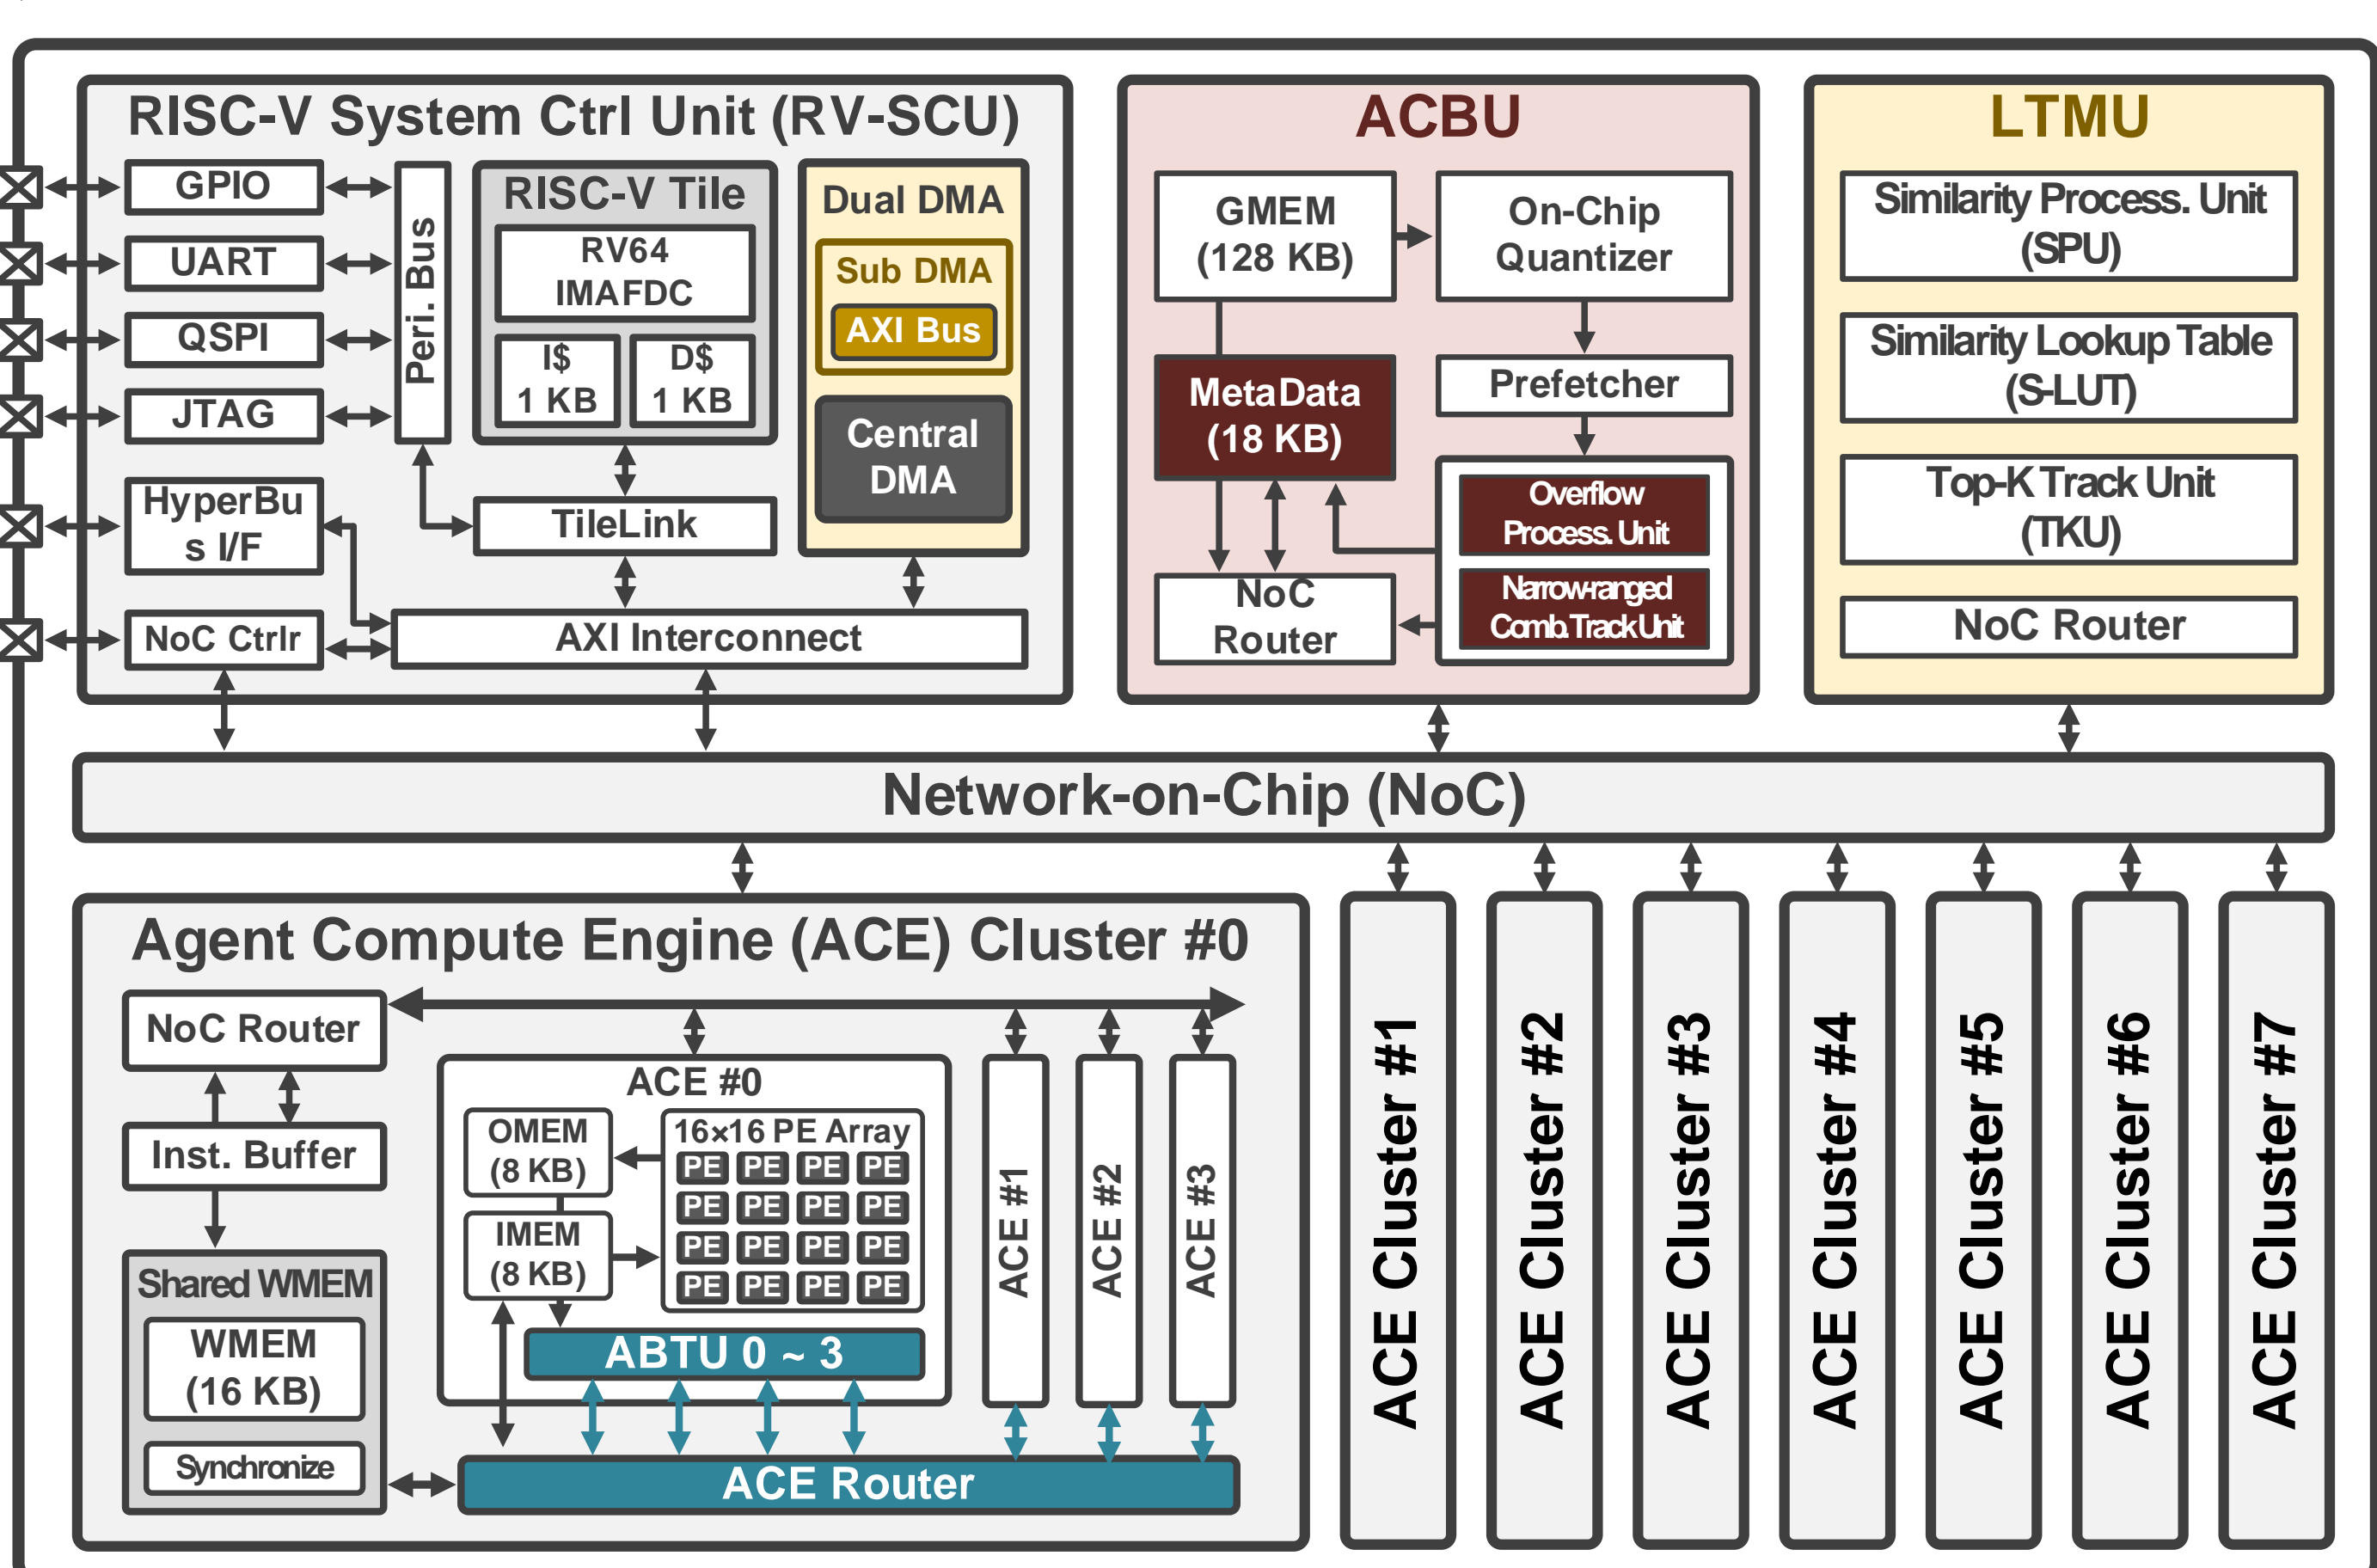 RISC-V System Ctrl Unit (RV-SCU)
GPIO
UART
QSPI
JTAG
HyperBu
s I/F
NoC Ctrlr
Peri. Bus
RISC-V Tile
RV64
IMAFDC
I$
1 KB
D$
1 KB
TileLink
Dual DMA
Sub DMA
AXI Bus
Central
DMA
AXI Interconnect
ACBU
GMEM
(128 KB)
On-Chip
Quantizer
MetaData
(18 KB)
Prefetcher
Overflow
Process. Unit
Narrow-ranged
Comb. Track Unit
NoC
Router
LTMU
Similarity Process. Unit
(SPU)
Similarity Lookup Table
(S-LUT)
Top-K Track Unit
(TKU)
NoC Router
Network-on-Chip (NoC)
Agent Compute Engine (ACE) Cluster #0
NoC Router
Inst. Buffer
Shared WMEM
WMEM
(16 KB)
Synchronize
ACE #0
OMEM
(8 KB)
IMEM
(8 KB)
16×16 PE Array
PE PE PE PE
PE PE PE PE
PE PE PE PE
PE PE PE PE
ABTU 0 ~ 3
ACE #1
ACE #2
ACE #3
ACE Router
ACE Cluster #1
ACE Cluster #2
ACE Cluster #3
ACE Cluster #4
ACE Cluster #5
ACE Cluster #6
ACE Cluster #7